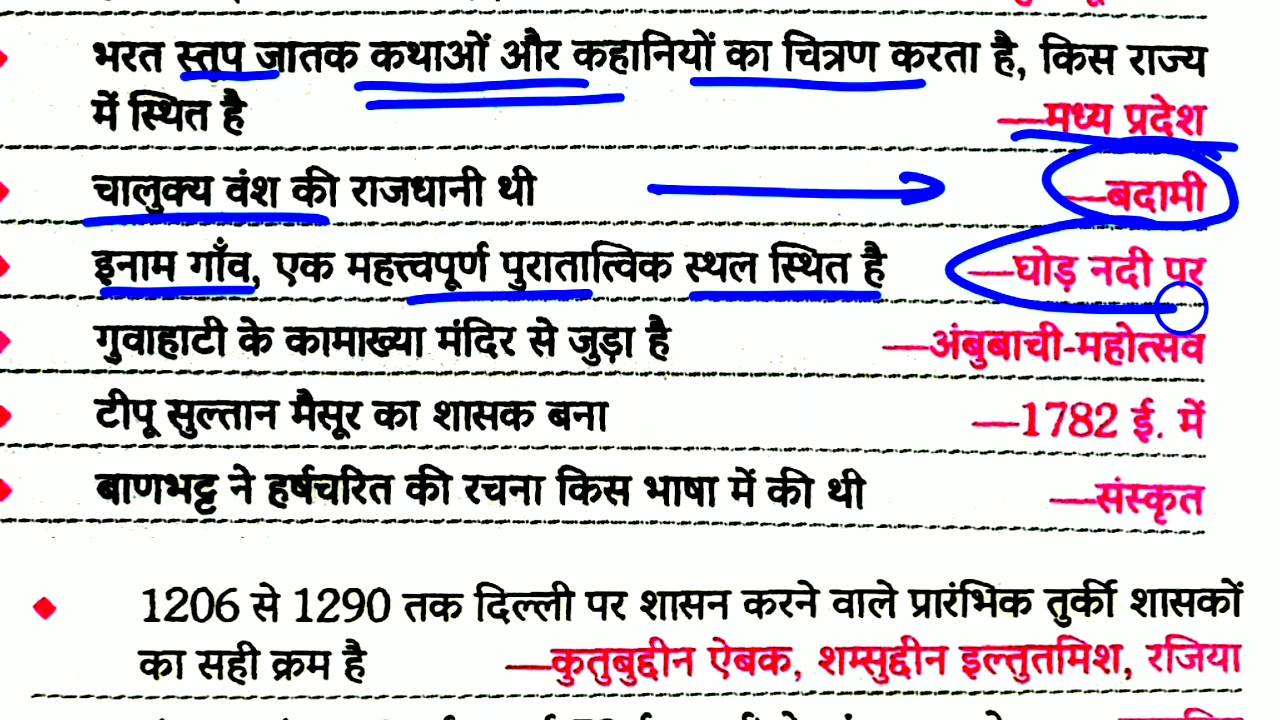 भरत स्तूप जातक कथाओं और कहानियों का चित्रण करता है, किस राज्य
में स्थित है —मध्य प्रदेश
चालुक्य वंश की राजधानी थी —बदामी
इनाम गाँव, एक महत्त्वपूर्ण पुरातात्विक स्थल स्थित है —घोड़ नदी पर
गुवाहाटी के कामाख्या मंदिर से जुड़ा है —अंबुबाची-महोत्सव
टीपू सुल्तान मैसूर का शासक बना —1782 ई. में
बाणभट्ट ने हर्षचरित की रचना किस भाषा में की थी —संस्कृत
1206 से 1290 तक दिल्ली पर शासन करने वाले प्रारंभिक तुर्की शासकों
का सही क्रम है —कुतुबुद्दीन ऐबक, शम्सुद्दीन इल्तुतमिश, रजिया